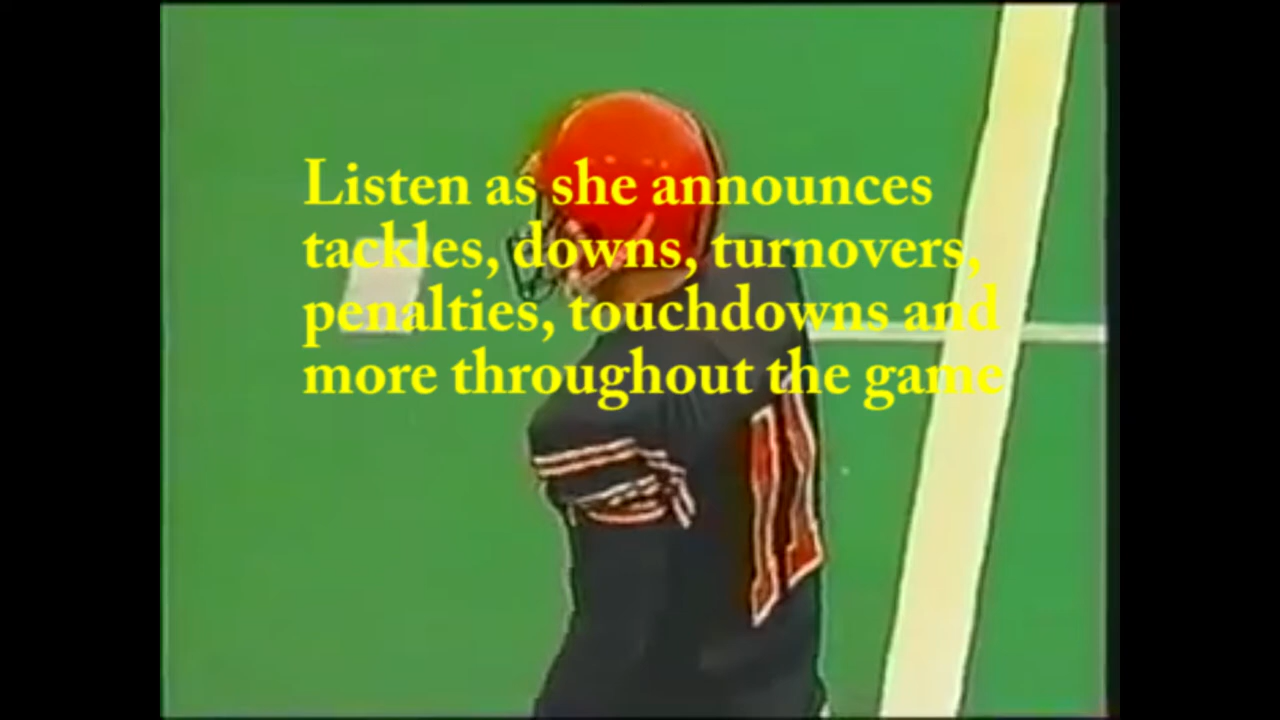 Listen as she announces
tackles, downs, turnovers,
penalties, touchdowns and
more throughout the game